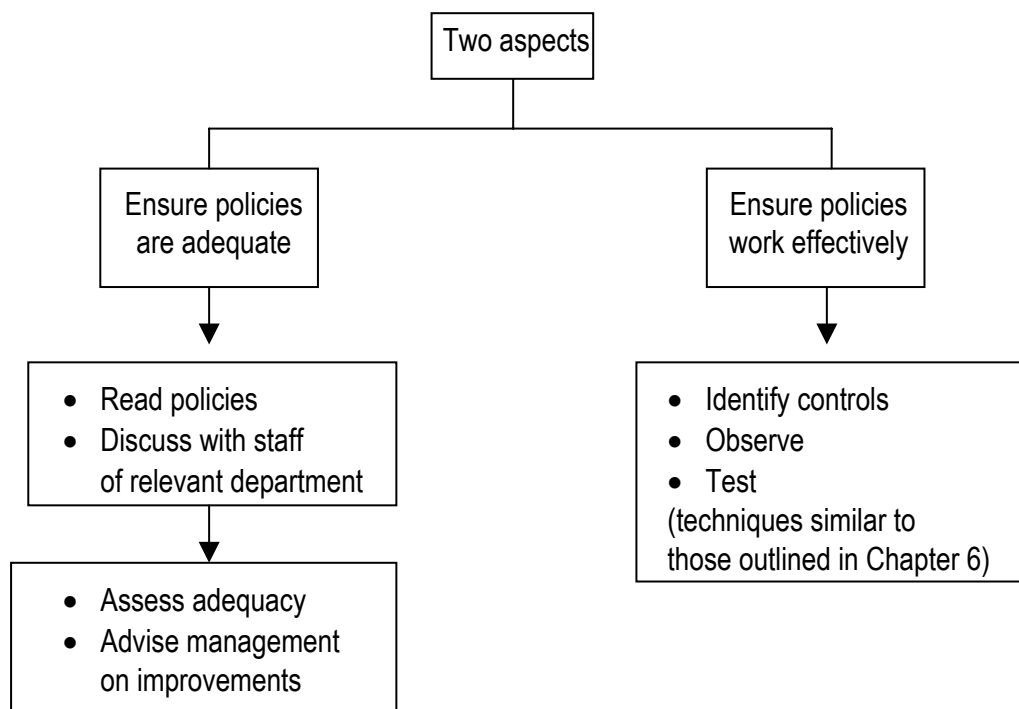 Two aspects
Ensure policies
are adequate
Ensure policies
work effectively
• Read policies
• Discuss with staff
of relevant department
• Identify controls
• Observe
• Test
(techniques similar to
those outlined in Chapter 6)
• Assess adequacy
• Advise management
on improvements